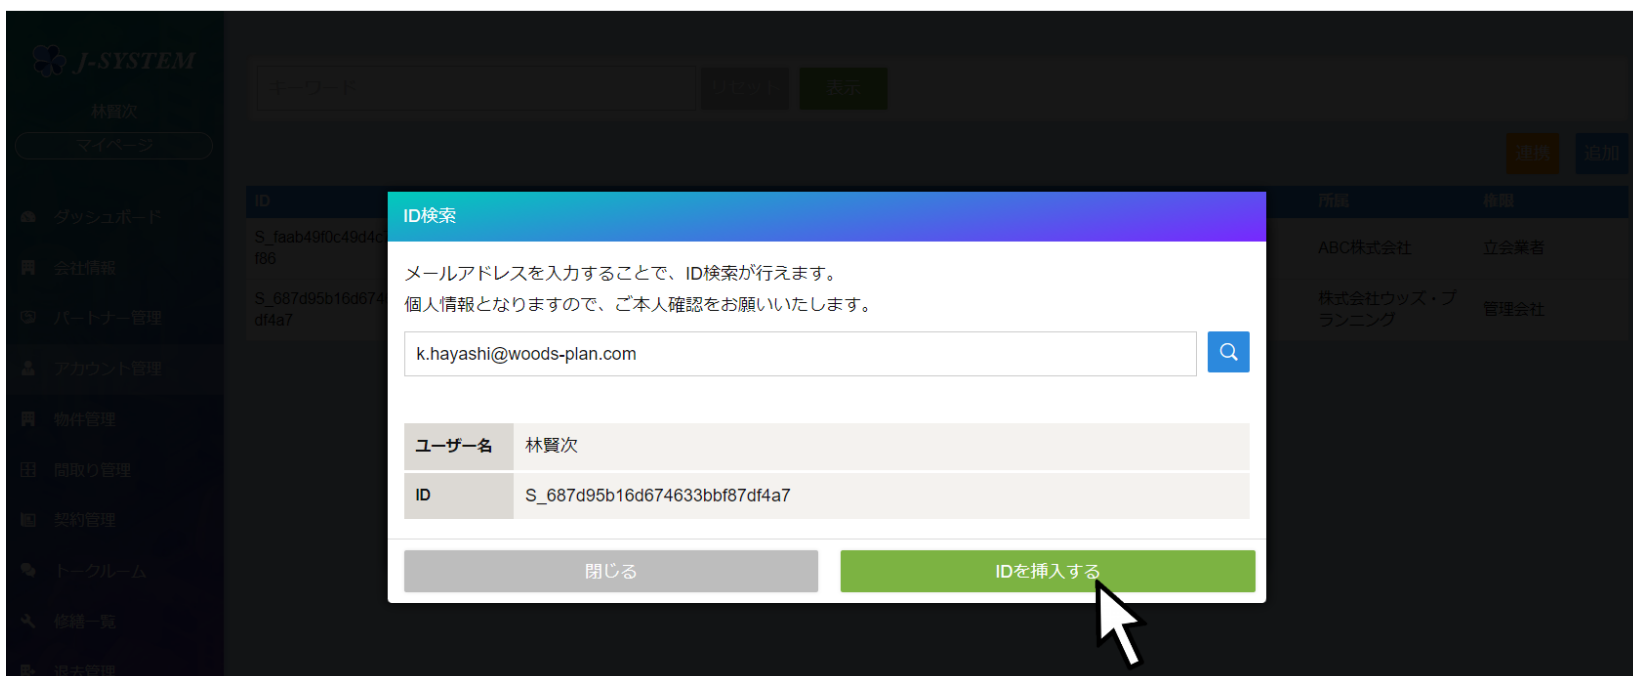 J-SYSTEM
林賢次
マイページ
ダッシュボード
会社情報
パートナー管理
アカウント管理
物件管理
間取り管理
契約管理
トークルーム
修繕一覧
退去管理
キーワード
リセット
表示
連携
追加
ID
所属
権限
S_faab49f0c49d4c
f86
ABC株式会社
立会業者
S_687d95b16d674
df4a7
株式会社ウッズ・プ
ランニング
管理会社
ID検索
メールアドレスを入力することで、ID検索が行えます。
個人情報となりますので、ご本人確認をお願いいたします。
k.hayashi@woods-plan.com
ユーザー名
林賢次
ID
S_687d95b16d674633bbf87df4a7
閉じる
IDを挿入する